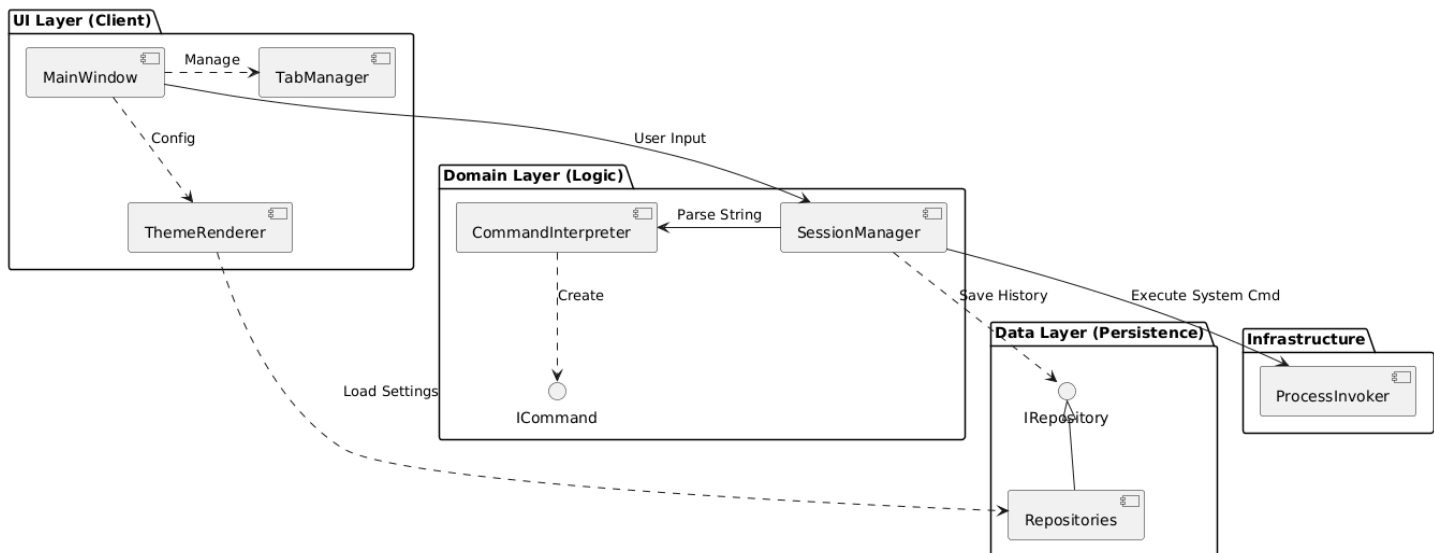 UI Layer (Client)
MainWindow
Manage
TabManager
Config
User Input
ThemeRenderer
Domain Layer (Logic)
CommandInterpreter
Parse String
SessionManager
Create
Save History
Execute System Cmd
Load Settings
ICommand
Data Layer (Persistence)
IRepository
Repositories
Infrastructure
ProcessInvoker